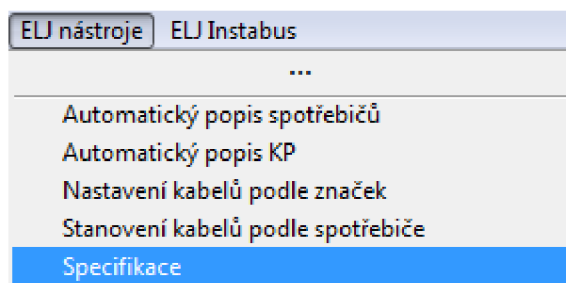 ELJ nástroje ELJ Instabus
...
Automatický popis spotřebičů
Automatický popis KP
Nastavení kabelů podle značek
Stanovení kabelů podle spotřebiče
Specifikace